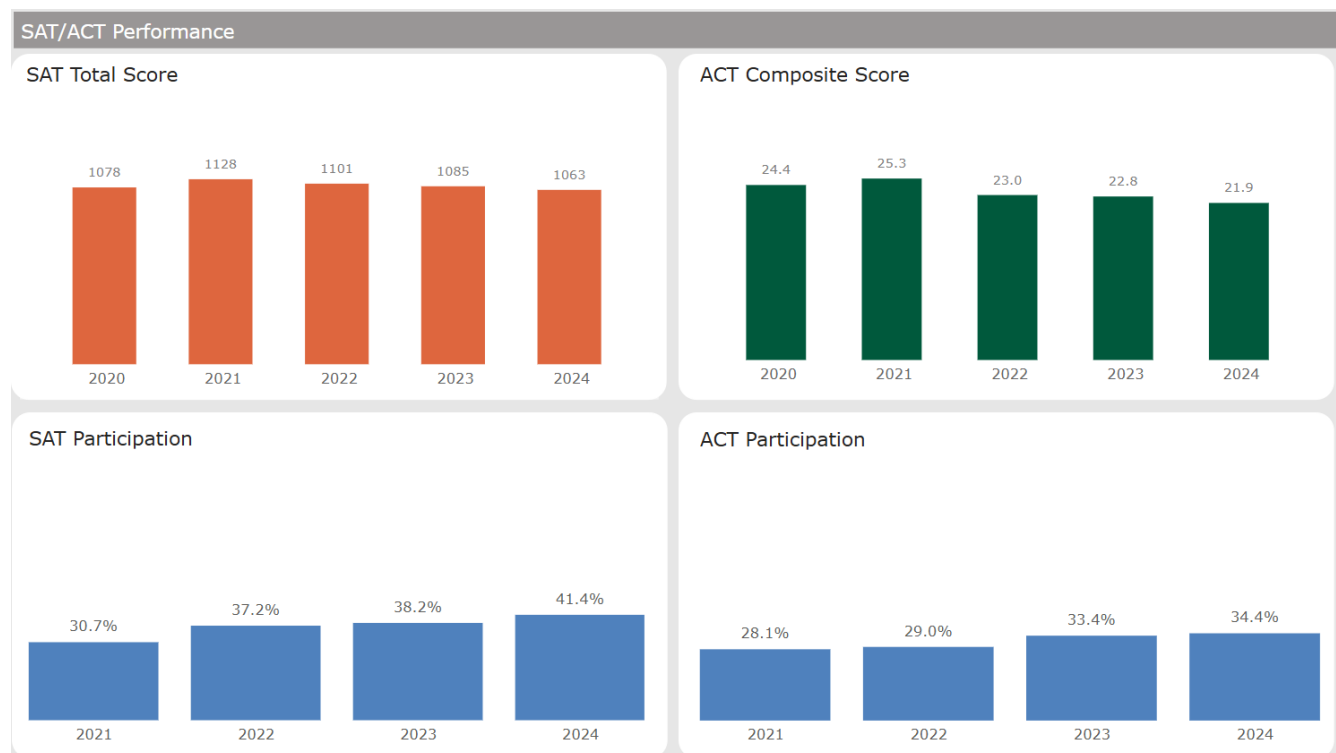 SAT/ACT Performance
SAT Total Score
1078 1128 1101 1085 1063
2020 2021 2022 2023 2024
ACT Composite Score
24.4 25.3 23.0 22.8 21.9
2020 2021 2022 2023 2024
SAT Participation
30.7% 37.2% 38.2% 41.4%
2021 2022 2023 2024
ACT Participation
28.1% 29.0% 33.4% 34.4%
2021 2022 2023 2024